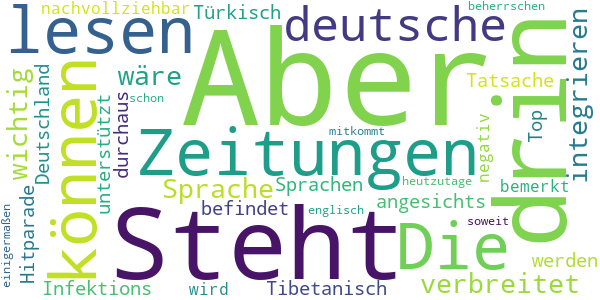 nachvollziehbar
Türkisch
beherrschen
lesen
deutsche
Aber
drin
integrieren
wäre
Tatsache
können
wichtig
Deutschland
unterstützt
durchaus
schon
Zeitungen
mitkommt
negativ
Top
Sprache
Sprachen
heutzutage
bemerkt
Hitparade
einigermaßen
befindet
englisch
angesichts
Steht
Die
soweit
werden
verbreitet
Infektions
wird
Tibetanisch